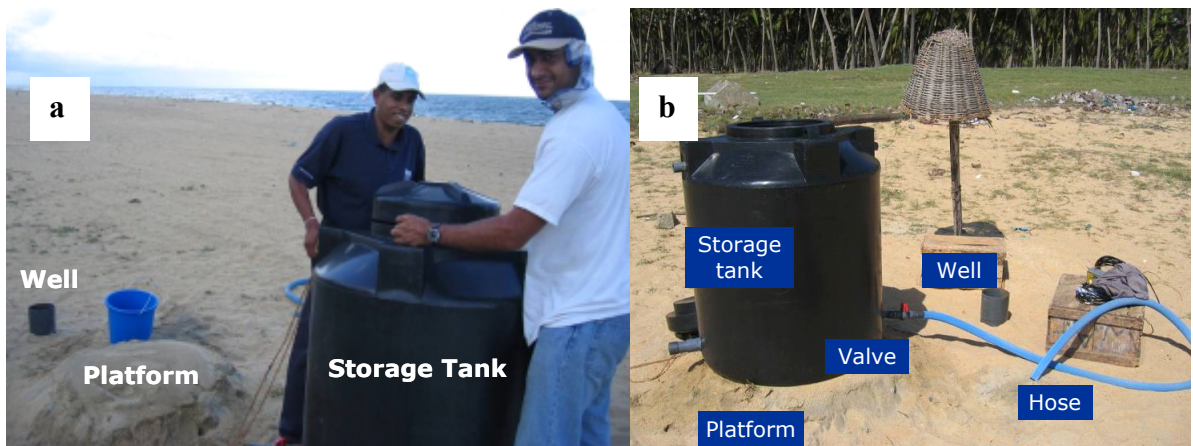 a
Well
Platform
Storage Tank
b
Storage
tank
Well
Valve
Hose
Platform